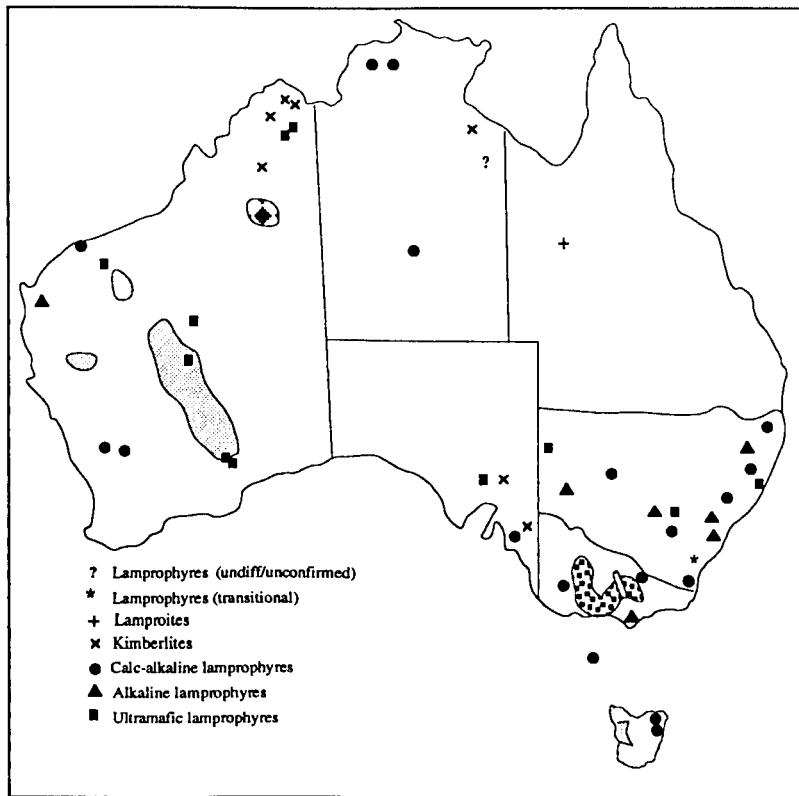 ?
? Lamprophyres (undiff/unconfirmed)
* Lamprophyres (transitional)
+ Lamproites
× Kimberlites
● Calc-alkaline lamprophyres
▲ Alkaline lamprophyres
■ Ultramafic lamprophyres